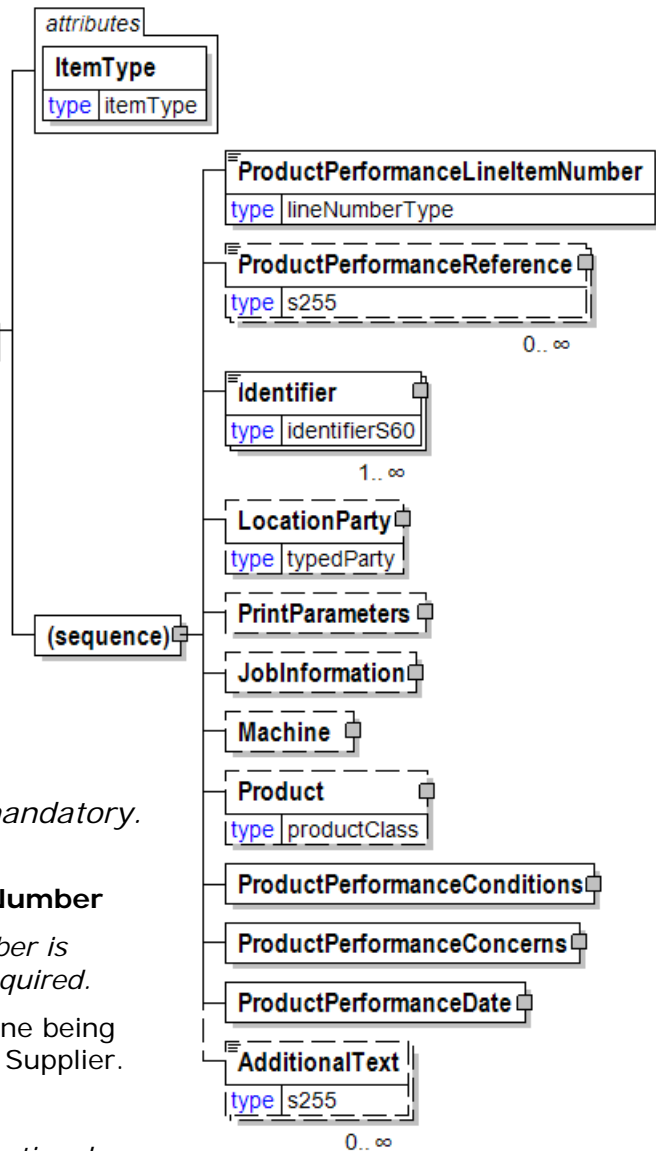 attributes
ItemType
type itemType
ProductPerformanceLineItemNumber
type lineNumberType
ProductPerformanceReference
type s255
0.. ∞
Identifier
type identifierS60
1.. ∞
LocationParty
type typedParty
PrintParameters
(sequence)
JobInformation
Machine
Product
type productClass
mandatory.
ProductPerformanceConditions
Number
ProductPerformanceConcerns
ber is
quired.
ProductPerformanceDate
ne being
Supplier.
AdditionalText
type s255
0.. ∞